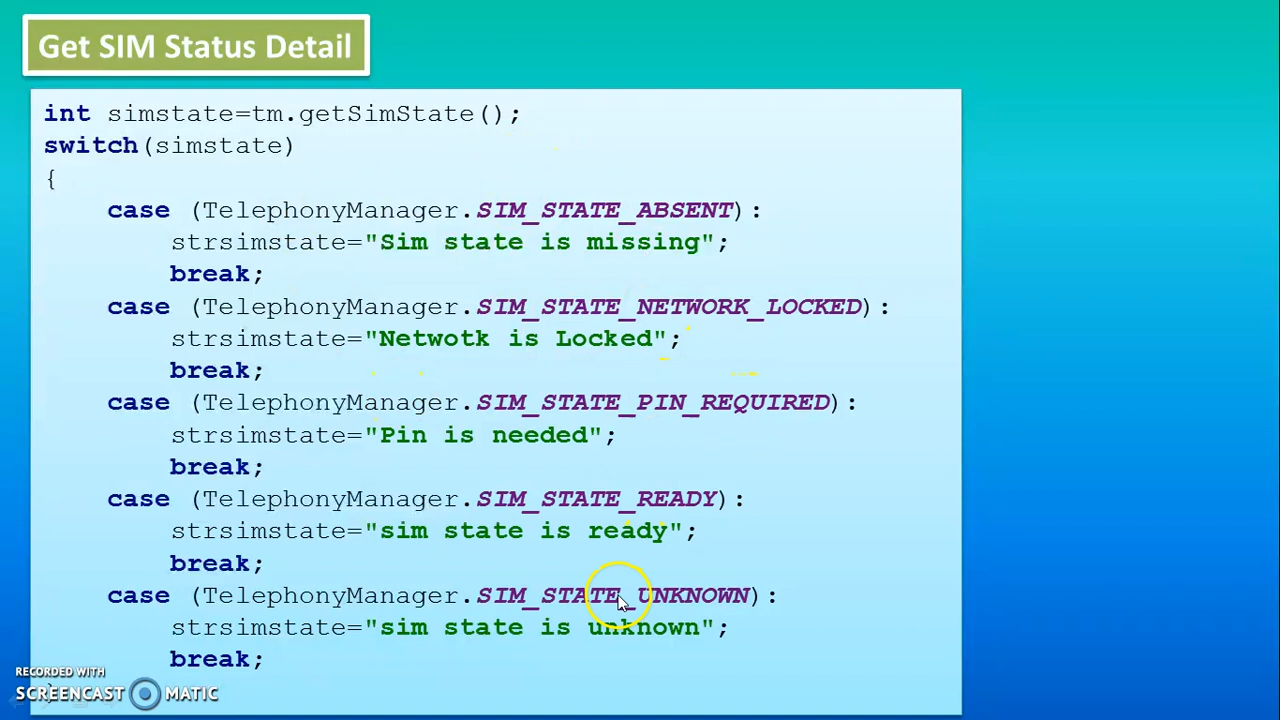 Get SIM Status Detail
int simstate=tm.getSimState();
switch(simstate)
{
case (TelephonyManager.SIM_STATE_ABSENT):
strsimstate="Sim state is missing";
break;
case (TelephonyManager.SIM_STATE_NETWORK_LOCKED):
strsimstate="Netwotk is Locked";
break;
case (TelephonyManager.SIM_STATE_PIN_REQUIRED):
strsimstate="Pin is needed";
break;
case (TelephonyManager.SIM_STATE_READY):
strsimstate="sim state is ready";
break;
case (TelephonyManager.SIM_STATE_UNKNOWN):
strsimstate="sim state is unknown";
break;
RECORDED WITH
SCREENCAST MATIC